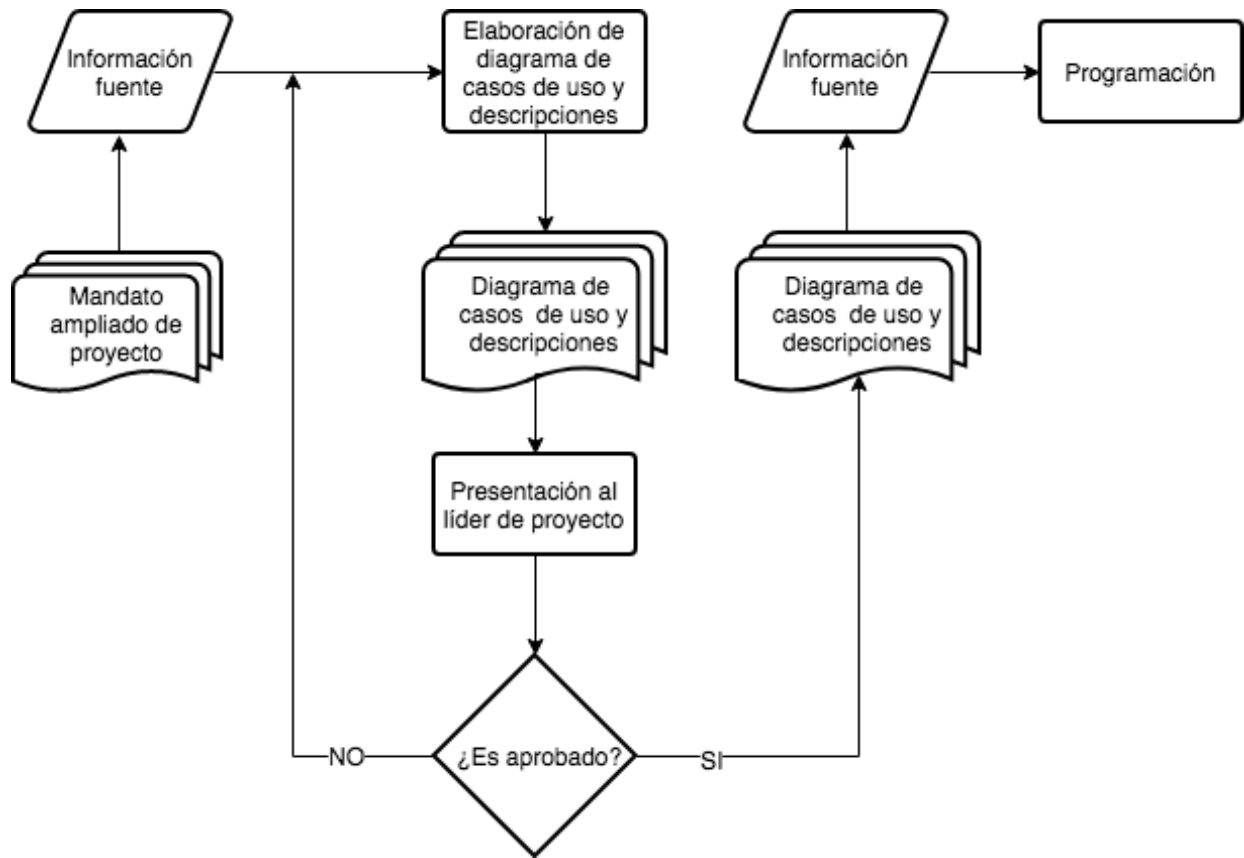 Información
fuente
Elaboración de
diagrama de
casos de uso y
descripciones
Información
fuente
Programación
Mandato
ampliado de
proyecto
Diagrama de
casos de uso y
descripciones
Diagrama de
casos de uso y
descripciones
Presentación al
líder de proyecto
NO
¿Es aprobado?
SI